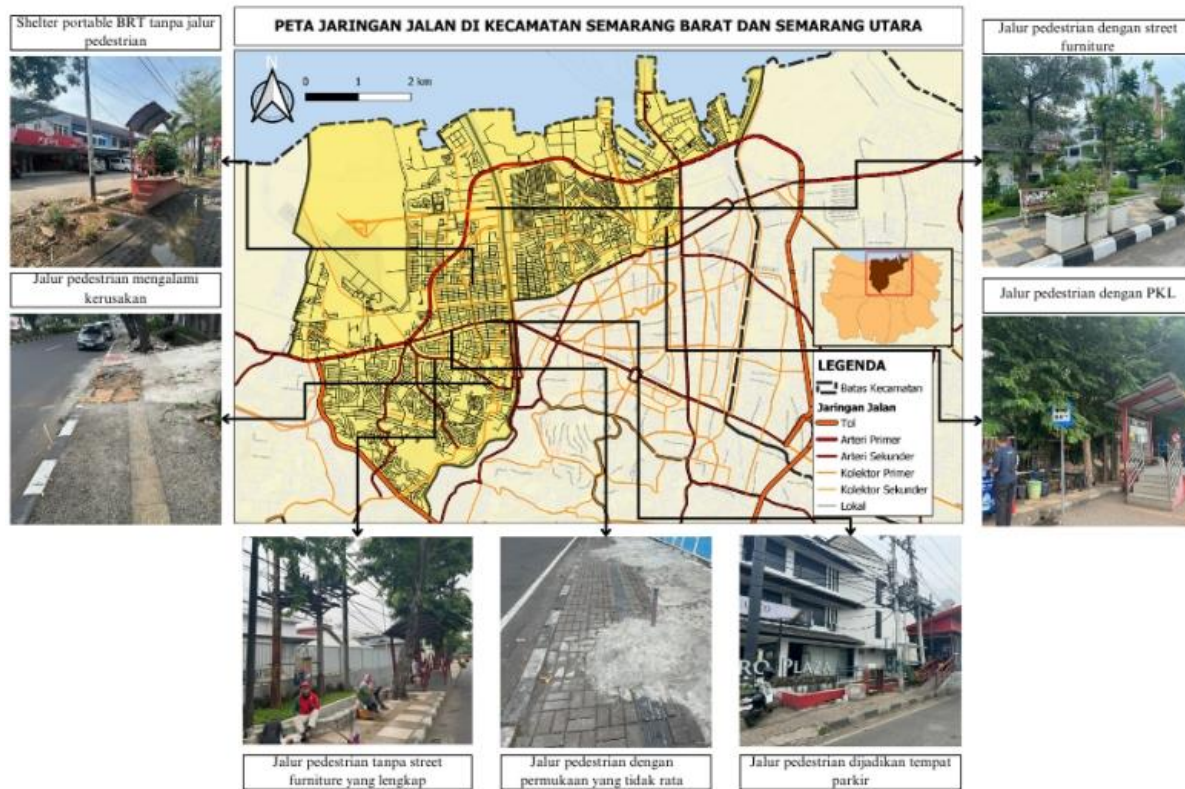 Shelter portable BRT tanpa jalur
pedestrian
PETA JARINGAN JALAN DI KECAMATAN SEMARANG BARAT DAN SEMARANG UTARA
Jalur pedestrian dengan street
furniture
N
0 1 2 km
Jalur pedestrian mengalami
kerusakan
Jalur pedestrian dengan PKL
LEGENDA
Batas Kecamatan
Jaringan Jalan
Tol
Arteri Primer
Arteri Sekunder
Kolektor Primer
Kolektor Sekunder
Lokal
PLAZA
Jalur pedestrian tanpa street
furniture yang lengkap
Jalur pedestrian dengan
permukaan yang tidak rata
Jalur pedestrian dijadikan tempat
parkir